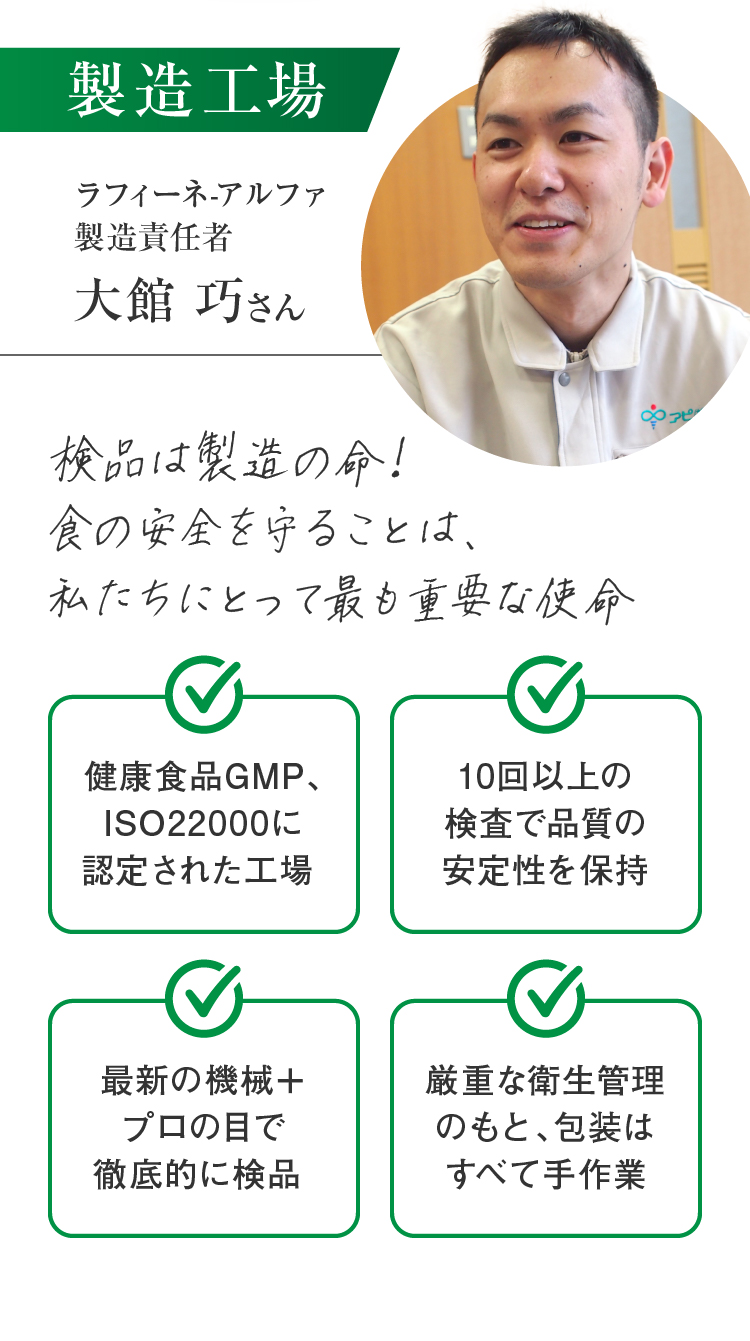 製造工場
ラフィーネ-アルファ
製造責任者
大館 巧さん
検品は製造の命!
食の安全を守ることは、
私たちにとって最も重要な使命
健康食品GMP、
ISO22000に
認定された工場
10回以上の
検査で品質の
安定性を保持
最新の機械＋
プロの目で
徹底的に検品
厳重な衛生管理
のもと、包装は
すべて手作業